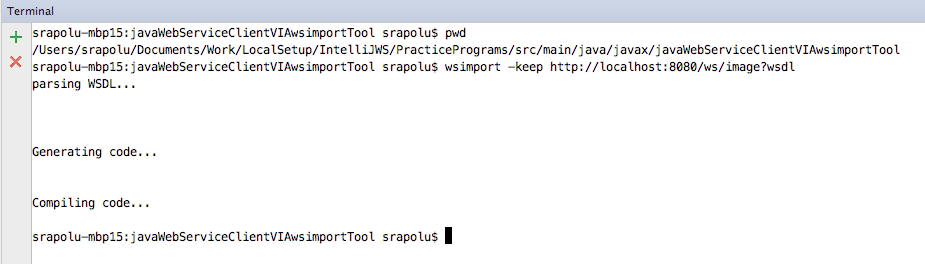 Terminal
srapolu-mbp15:javaWebServiceClientVIAwsimportTool srapolu$ pwd
/Users/srapolu/Documents/Work/LocalSetup/IntelliJWS/PracticePrograms/src/main/java/javax/javaWebServiceClientVIAwsimportTool
srapolu-mbp15:javaWebServiceClientVIAwsimportTool srapolu$ wsimport -keep http://localhost:8080/ws/image?wsdl
parsing WSDL...
Generating code...
Compiling code...
srapolu-mbp15:javaWebServiceClientVIAwsimportTool srapolu$